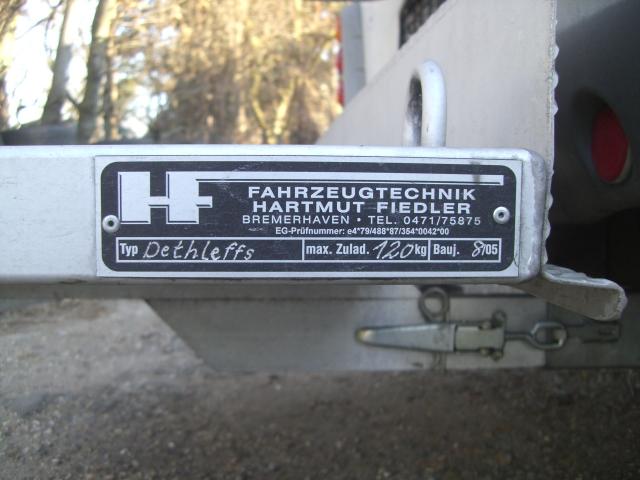 HF
FAHRZEUGTECHNIK
HARTMUT FIEDLER
BREMERHAVEN • TEL. 0471/75875
EG-Prüfnummer: e4*79/488*87/354*0042*00
Typ Dethleffs max. Zulad. 120 kg Bauj. 8/05